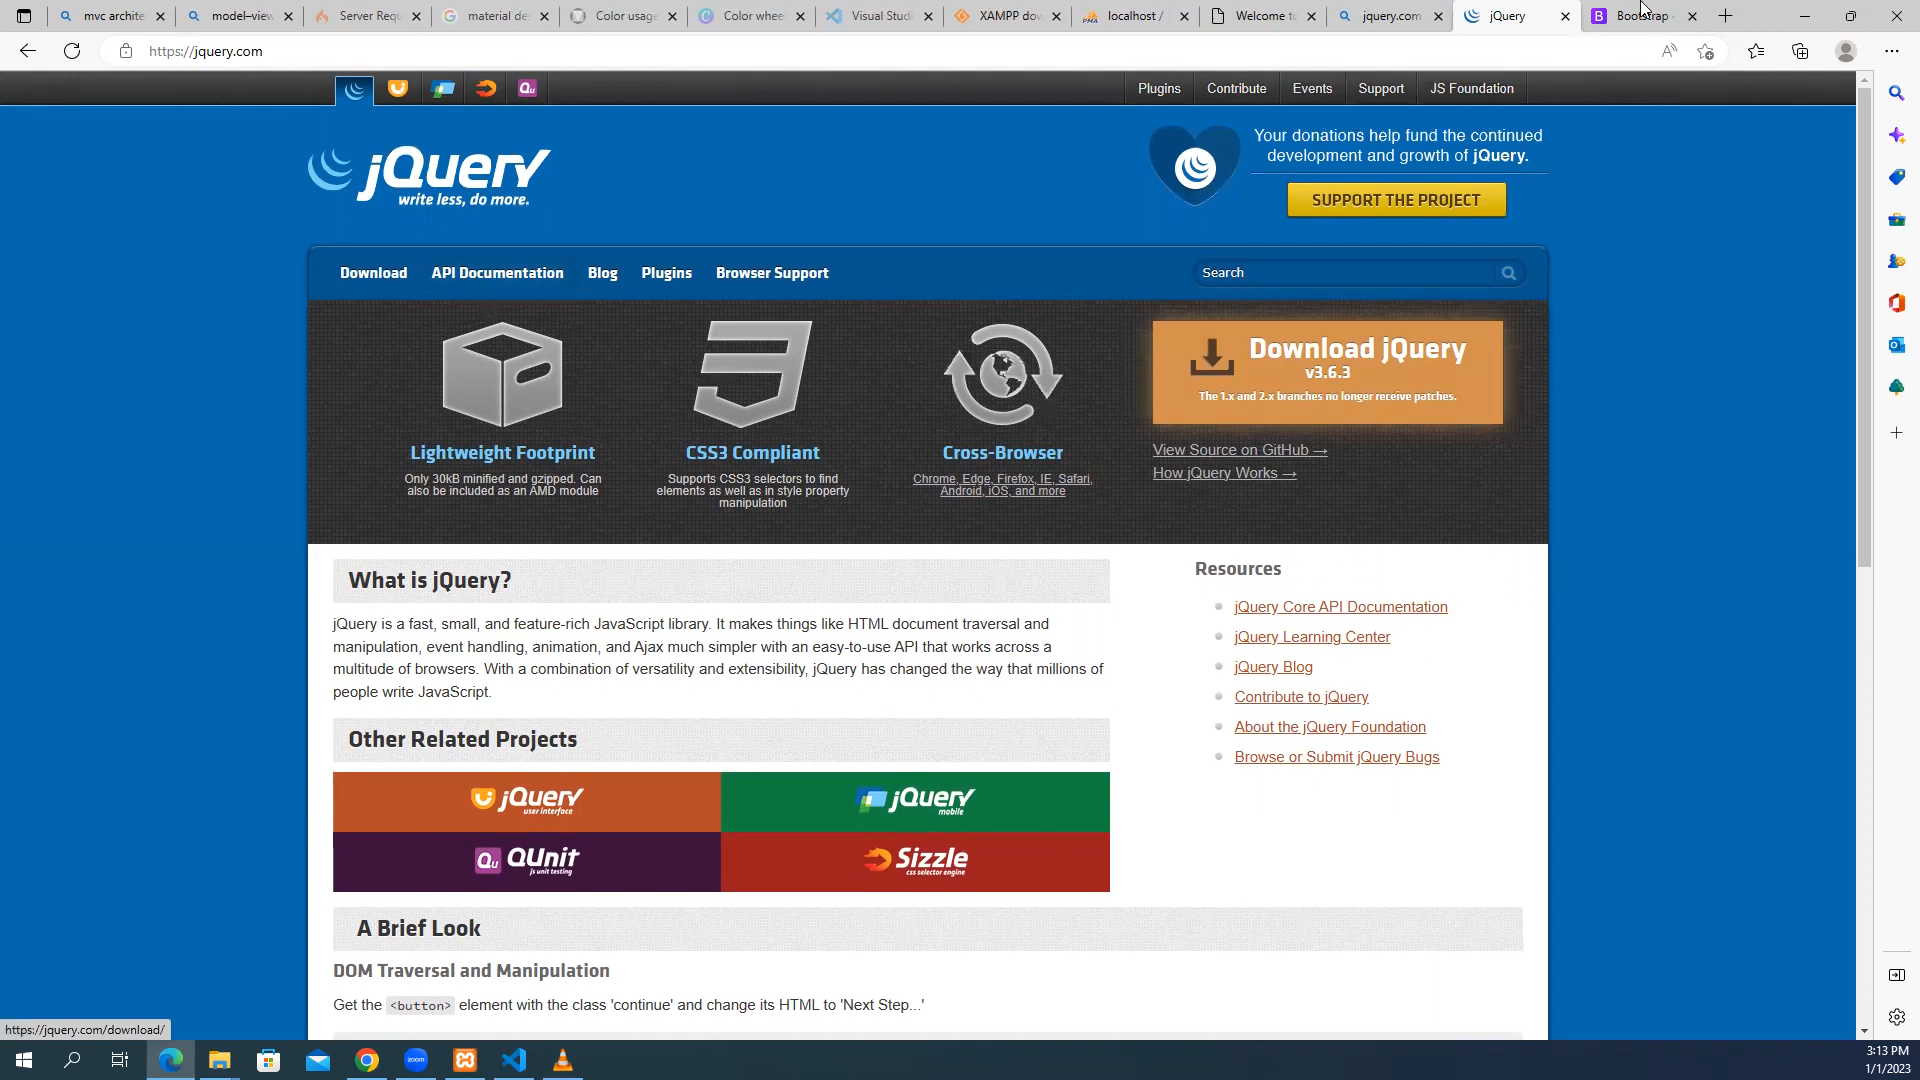 mvc archite
model–view
Server Requ
material de
Color usage
Color whee
Visual Studi
XAMPP dow
localhost /
Welcome to
jquery.com
jQuery
Bootstrap
https://jquery.com
Plugins
Contribute
Events
Support
JS Foundation
jQuery
write less, do more.
Your donations help fund the continued
development and growth of jQuery.
SUPPORT THE PROJECT
Download
API Documentation
Blog
Plugins
Browser Support
Search
Lightweight Footprint
Only 30kB minified and gzipped. Can
also be included as an AMD module
CSS3 Compliant
Supports CSS3 selectors to find
elements as well as in style property
manipulation
Cross-Browser
Chrome, Edge, Firefox, IE, Safari,
Android, iOS, and more
Download jQuery
v3.6.3
The 1.x and 2.x branches no longer receive patches.
View Source on GitHub →
How jQuery Works →
What is jQuery?
jQuery is a fast, small, and feature-rich JavaScript library. It makes things like HTML document traversal and
manipulation, event handling, animation, and Ajax much simpler with an easy-to-use API that works across a
multitude of browsers. With a combination of versatility and extensibility, jQuery has changed the way that millions of
people write JavaScript.
Resources
jQuery Core API Documentation
jQuery Learning Center
jQuery Blog
Contribute to jQuery
About the jQuery Foundation
Browse or Submit jQuery Bugs
Other Related Projects
jQuery
user interface
jQuery
mobile
Qu QUnit
js unit testing
Sizzle
css selector engine
A Brief Look
DOM Traversal and Manipulation
Get the <button> element with the class 'continue' and change its HTML to 'Next Step...'
https://jquery.com/download/
zoom
3:13 PM
1/1/2023